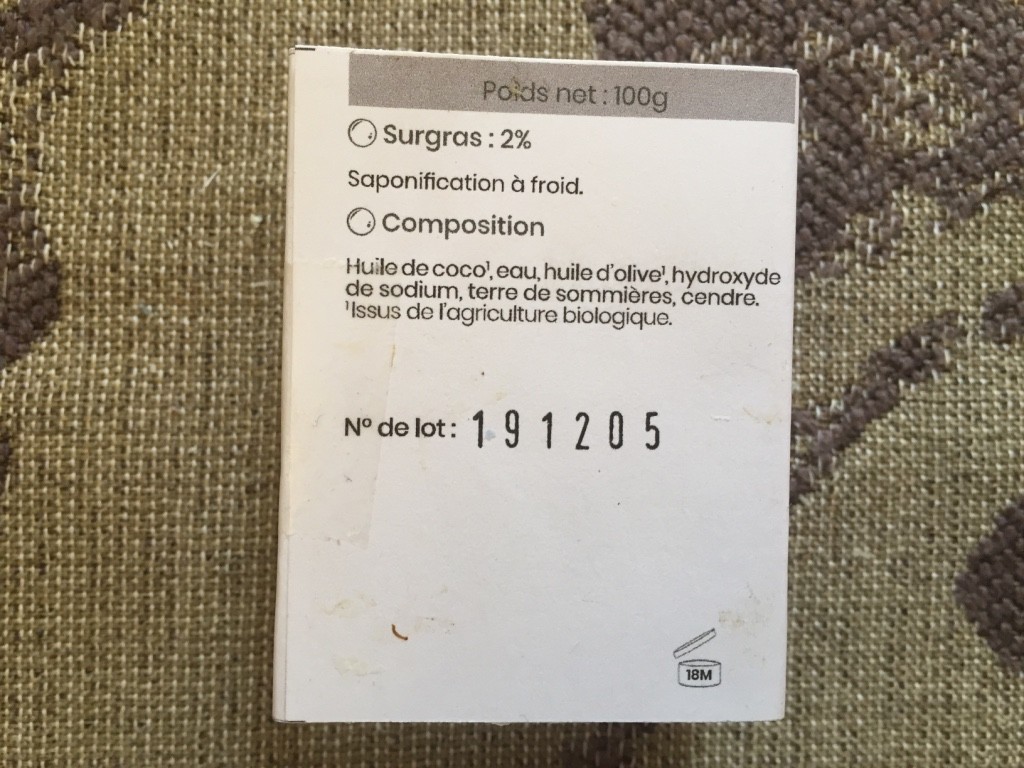 Poids net : 100g
Surgras : 2%
Saponification à froid.
Composition
Huile de coco¹, eau, huile d'olive¹, hydroxyde
de sodium, terre de sommières, cendre.
¹Issus de l'agriculture biologique.
N° de lot : 191205
18M